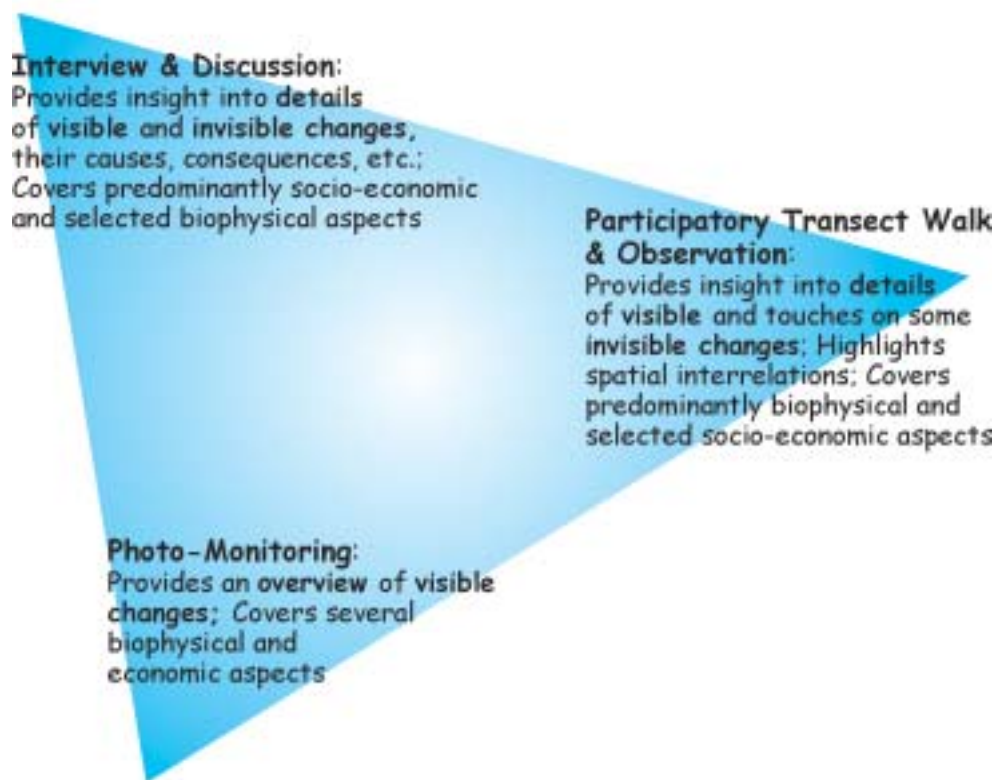 Interview & Discussion:
Provides insight into details
of visible and invisible changes,
their causes, consequences, etc.;
Covers predominantly socio-economic
and selected biophysical aspects
Participatory Transect Walk
& Observation:
Provides insight into details
of visible and touches on some
invisible changes; Highlights
spatial interrelations; Covers
predominantly biophysical and
selected socio-economic aspects
Photo-Monitoring:
Provides an overview of visible
changes; Covers several
biophysical and
economic aspects